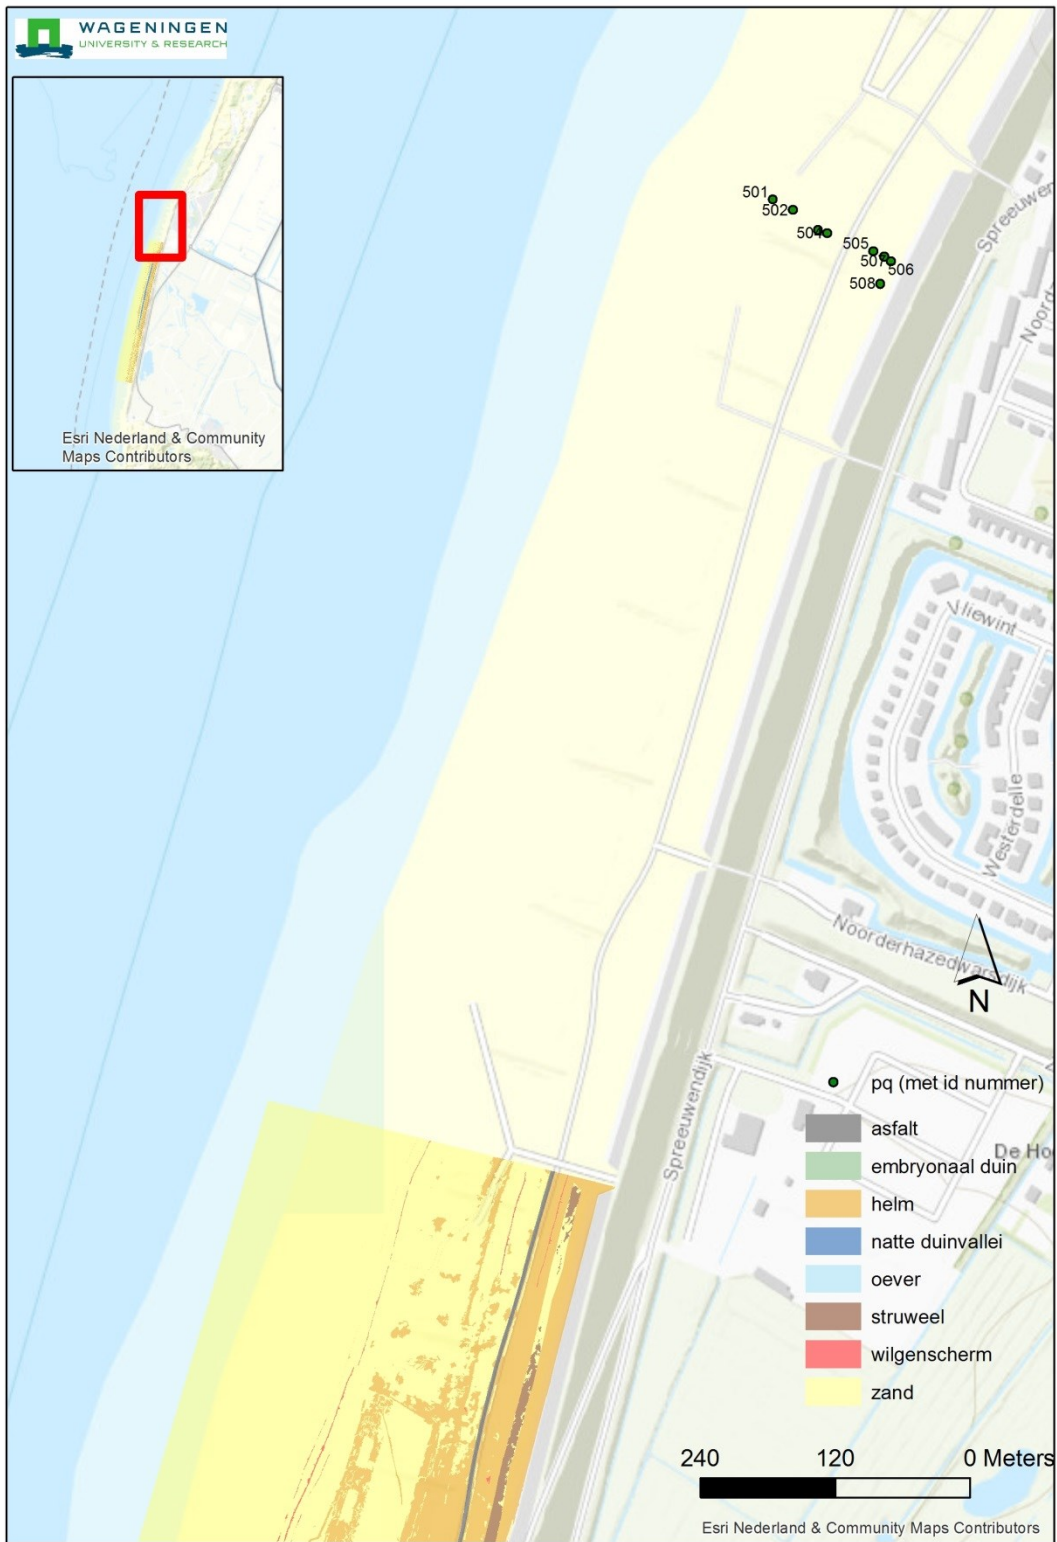 WAGENINGEN
UNIVERSITY & RESEARCH
Esri Nederland & Community
Maps Contributors
501
502
504
505
507
506
508
Spreeuwen
Noord
Vliewint
Westerdelle
Noorderhazedwarsdijk
Spreeuwendijk
De Ho
N
pq (met id nummer)
asfalt
embryonaal duin
helm
natte duinvallei
oever
struweel
wilgenscherm
zand
240 120 0 Meters
Esri Nederland & Community Maps Contributors